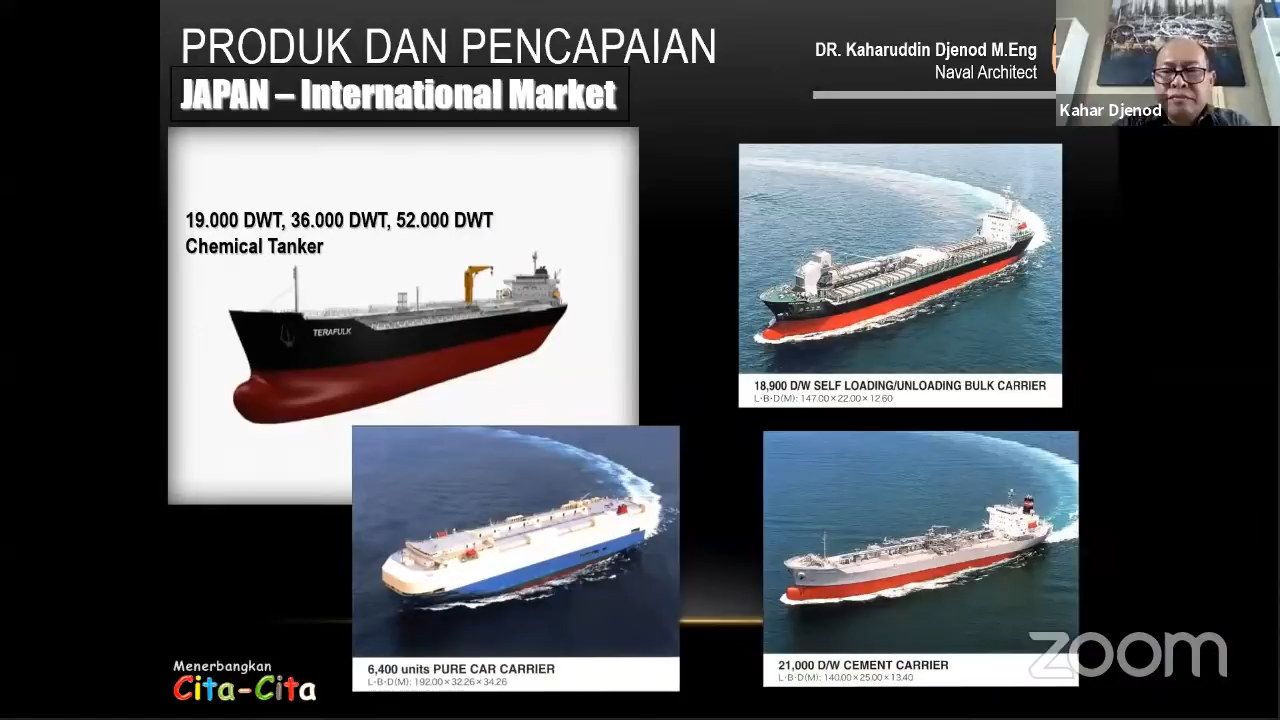 PRODUK DAN PENCAPAIAN
JAPAN – International Market
DR. Kaharuddin Djenod M.Eng
Naval Architect
Kahar Djenod
19.000 DWT, 36.000 DWT, 52.000 DWT
Chemical Tanker
TERAFULK
18,900 D/W SELF LOADING/UNLOADING BULK CARRIER
L·B·D(M): 147.00×22.00×12.60
6,400 units PURE CAR CARRIER
L·B·D(M): 192.00×32.26×34.26
21,000 D/W CEMENT CARRIER
L·B·D(M): 140.00×25.00×13.40
Menerbangkan
Cita-Cita
zoom